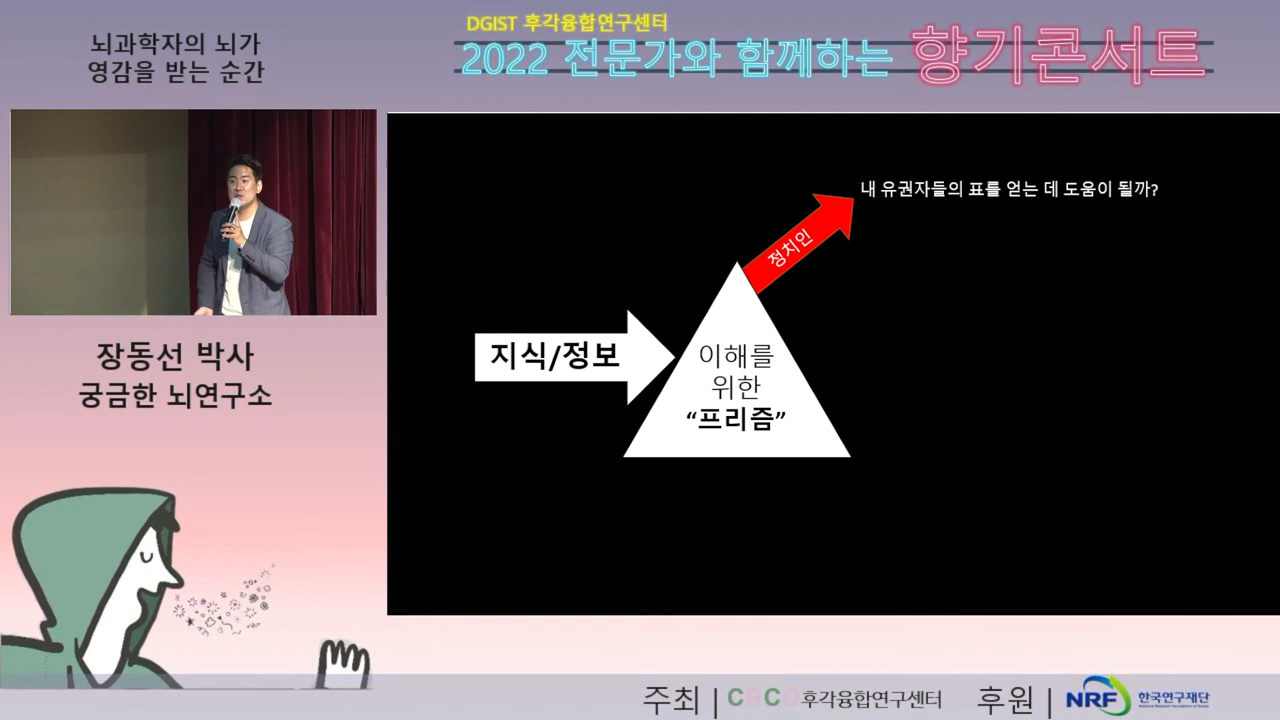 뇌과학자의 뇌가
영감을 받는 순간
DGIST 후각융합연구센터
2022 전문가와 함께하는 향기콘서트
내 유권자들의 표를 얻는 데 도움이 될까?
정치인
지식/정보
이해를
위한
“프리즘”
장동선 박사
궁금한 뇌연구소
주최 | CRCO 후각융합연구센터 후원 | NRF 한국연구재단